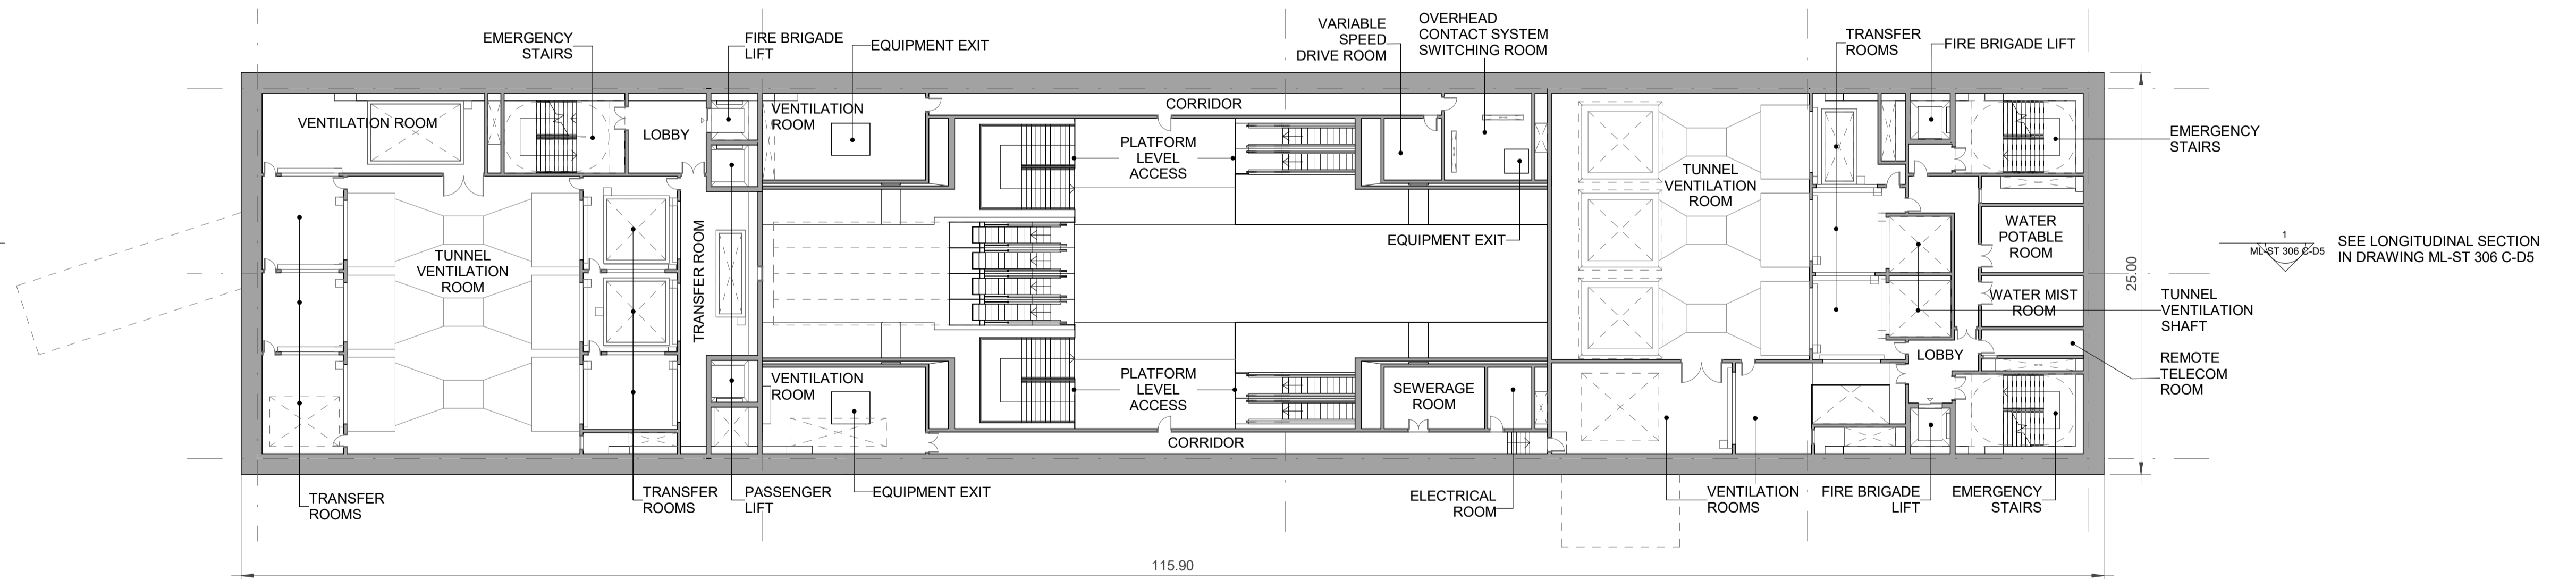 EMERGENCY
STAIRS
FIRE BRIGADE
LIFT
EQUIPMENT EXIT
VARIABLE
SPEED
DRIVE ROOM
OVERHEAD
CONTACT SYSTEM
SWITCHING ROOM
TRANSFER
ROOMS
FIRE BRIGADE LIFT
VENTILATION ROOM
LOBBY
VENTILATION
ROOM
CORRIDOR
PLATFORM
LEVEL
ACCESS
TUNNEL
VENTILATION
ROOM
EMERGENCY
STAIRS
TUNNEL
VENTILATION
ROOM
TRANSFER ROOM
EQUIPMENT EXIT
WATER
POTABLE
ROOM
WATER MIST
ROOM
25.00
1
ML-ST 306 C-D5
SEE LONGITUDINAL SECTION
IN DRAWING ML-ST 306 C-D5
TUNNEL
VENTILATION
SHAFT
LOBBY
REMOTE
TELECOM
ROOM
VENTILATION
ROOM
PLATFORM
LEVEL
ACCESS
SEWERAGE
ROOM
CORRIDOR
TRANSFER
ROOMS
TRANSFER
ROOMS
PASSENGER
LIFT
EQUIPMENT EXIT
ELECTRICAL
ROOM
VENTILATION
ROOMS
FIRE BRIGADE
LIFT
EMERGENCY
STAIRS
115.90